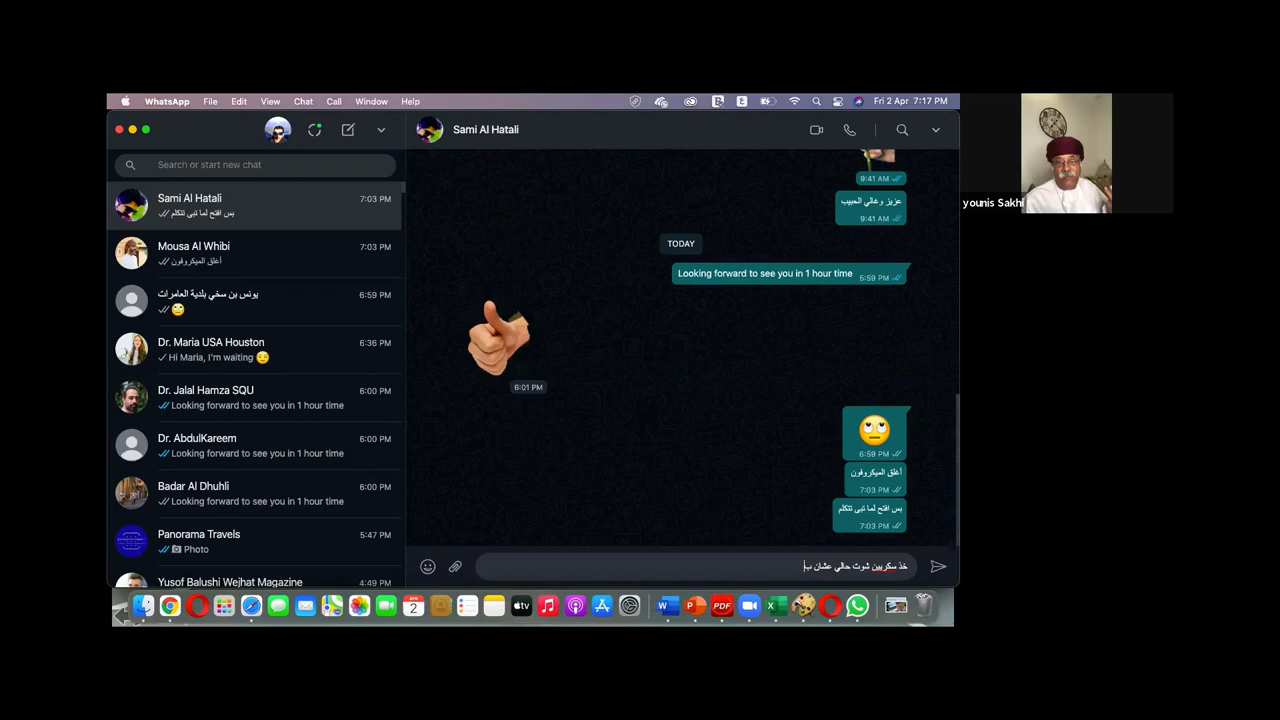 WhatsApp File Edit View Chat Call Window Help
Fri 2 Apr 7:17 PM
Search or start new chat
Sami Al Hatali 7:03 PM
بس افتح لما تبى تتكلم
Mousa Al Whibi 7:03 PM
أغلق الميكروفون
يونس بن سخي بلدية العامرات 6:59 PM
🙄
Dr. Maria USA Houston 6:36 PM
Hi Maria, I'm waiting 😉
Dr. Jalal Hamza SQU 6:00 PM
Looking forward to see you in 1 hour time
Dr. AbdulKareem 6:00 PM
Looking forward to see you in 1 hour time
Badar Al Dhuhli 6:00 PM
Looking forward to see you in 1 hour time
Panorama Travels 5:47 PM
Photo
Yusof Balushi Wejhat Magazine 4:49 PM
Sami Al Hatali
9:41 AM
عزيز وغالي الحبيب
9:41 AM
TODAY
Looking forward to see you in 1 hour time 5:59 PM
6:01 PM
🙄
6:59 PM
أغلق الميكروفون
7:03 PM
بس افتح لما تبى تتكلم
7:03 PM
خذ سكريين شوت حالي عشان ب
APR
2
tv
W P PDF X
younis Sakhi